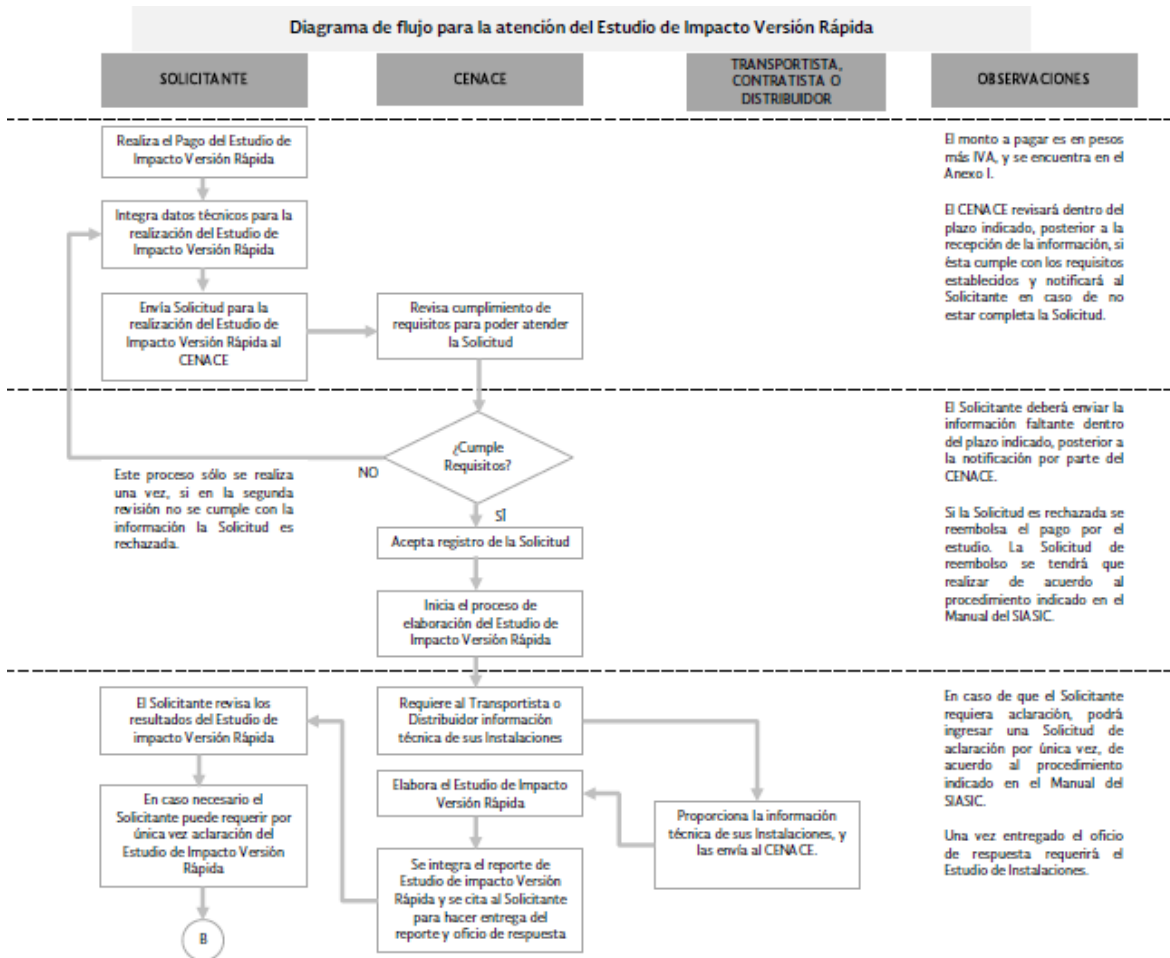 Diagrama de flujo para la atención del Estudio de Impacto Versión Rápida
SOLICITANTE
CENACE
TRANSPORTISTA,
CONTRATISTA O
DISTRIBUIDOR
OBSERVACIONES
Realiza el Pago del Estudio de
Impacto Versión Rápida
Integra datos técnicos para la
realización del Estudio de
Impacto Versión Rápida
Envía Solicitud para la
realización del Estudio de
Impacto Versión Rápida al
CENACE
Revisa cumplimiento de
requisitos para poder atender
la Solicitud
El monto a pagar es en pesos
más IVA, y se encuentra en el
Anexo I.
El CENACE revisará dentro del
plazo indicado, posterior a la
recepción de la información, si
ésta cumple con los requisitos
establecidos y notificará al
Solicitante en caso de no
estar completa la Solicitud.
¿Cumple
Requisitos?
NO
SÍ
Este proceso sólo se realiza
una vez, si en la segunda
revisión no se cumple con la
información la Solicitud es
rechazada.
Acepta registro de la Solicitud
Inicia el proceso de
elaboración del Estudio de
Impacto Versión Rápida
El Solicitante deberá enviar la
información faltante dentro
del plazo indicado, posterior a
la notificación por parte del
CENACE.
Si la Solicitud es rechazada se
reembolsa el pago por el
estudio. La Solicitud de
reembolso se tendrá que
realizar de acuerdo al
procedimiento indicado en el
Manual del SIASIC.
El Solicitante revisa los
resultados del Estudio de
impacto Versión Rápida
En caso necesario el
Solicitante puede requerir por
única vez aclaración del
Estudio de Impacto Versión
Rápida
B
Requiere al Transportista o
Distribuidor información
técnica de sus Instalaciones
Elabora el Estudio de Impacto
Versión Rápida
Se integra el reporte de
Estudio de impacto Versión
Rápida y se cita al Solicitante
para hacer entrega del
reporte y oficio de respuesta
Proporciona la información
técnica de sus Instalaciones, y
las envía al CENACE.
En caso de que el Solicitante
requiera aclaración, podrá
ingresar una Solicitud de
aclaración por única vez, de
acuerdo al procedimiento
indicado en el Manual del
SIASIC.
Una vez entregado el oficio
de respuesta requerirá el
Estudio de Instalaciones.